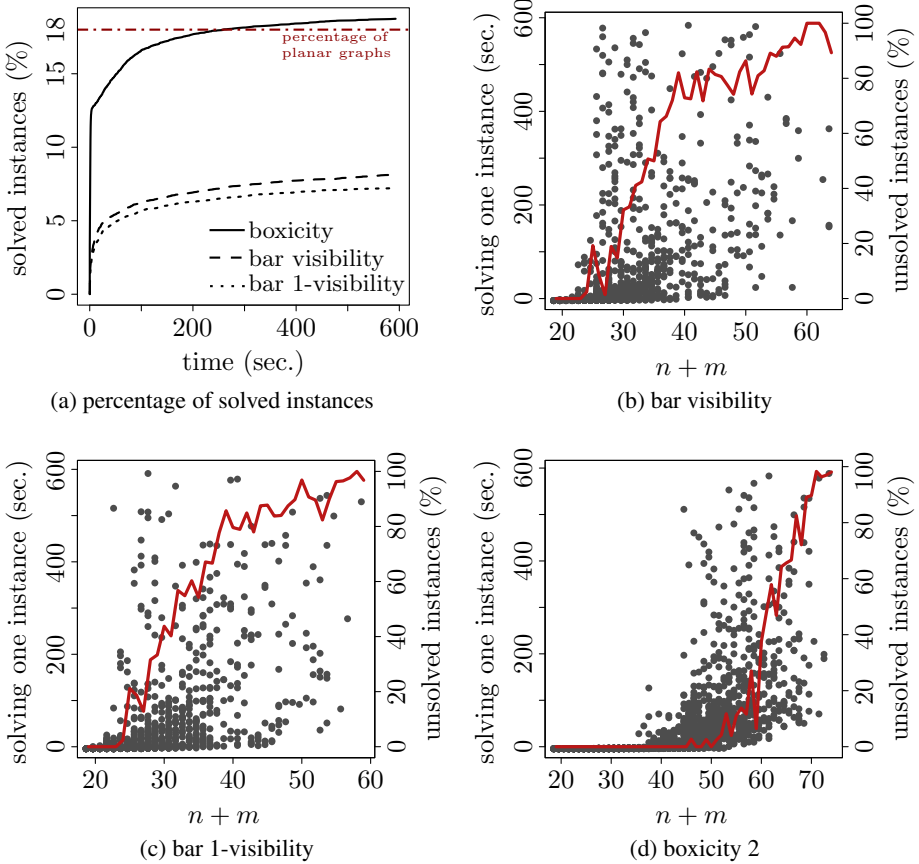 solved instances (%)
18
15
10
5
0
percentage of
planar graphs
boxicity
bar visibility
bar 1-visibility
0
200
400
600
time (sec.)
(a) percentage of solved instances
solving one instance (sec.)
600
400
200
0
100
80
60
40
20
0
unsolved instances (%)
20
30
40
50
60
n + m
(b) bar visibility
solving one instance (sec.)
600
400
200
0
100
80
60
40
20
0
unsolved instances (%)
20
30
40
50
60
n + m
(c) bar 1-visibility
solving one instance (sec.)
600
400
200
0
100
80
60
40
20
0
unsolved instances (%)
20
30
40
50
60
70
n + m
(d) boxicity 2